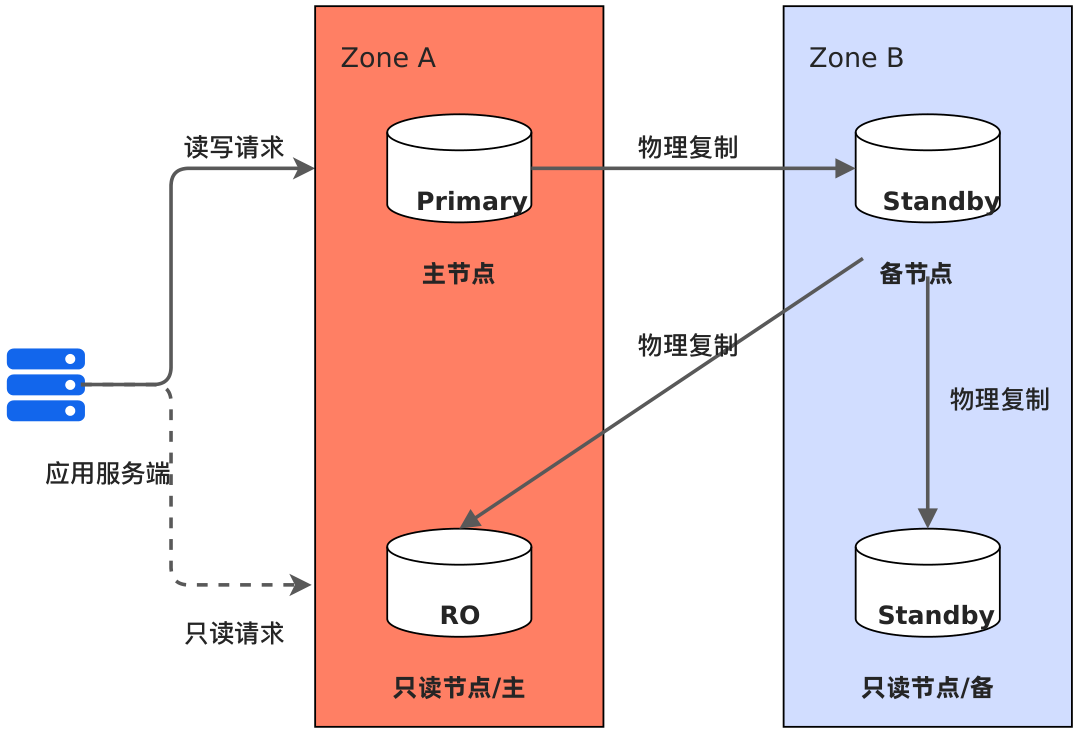 Zone A
Zone B
读写请求
物理复制
Primary
Standby
主节点
备节点
物理复制
物理复制
应用服务端
RO
Standby
只读请求
只读节点/主
只读节点/备